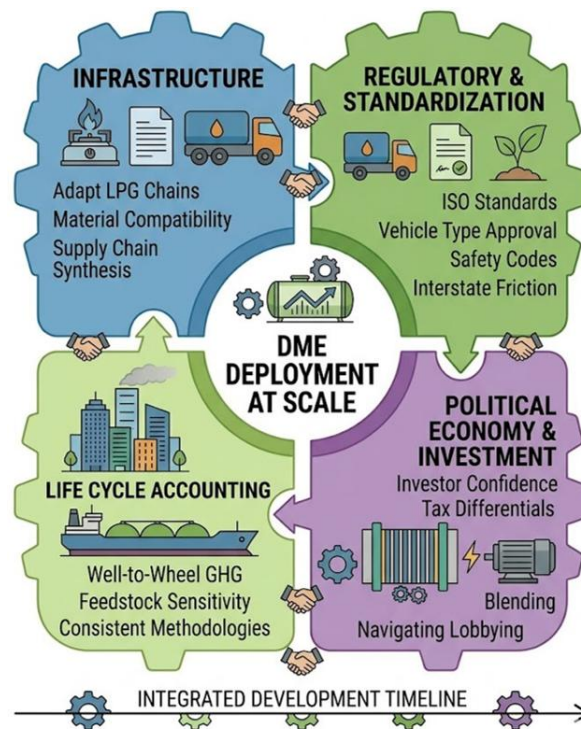 INFRASTRUCTURE
Adapt LPG Chains
Material Compatibility
Supply Chain
Synthesis
REGULATORY &
STANDARDIZATION
ISO Standards
Vehicle Type Approval
Safety Codes
Interstate Friction
DME
DEPLOYMENT
AT SCALE
LIFE CYCLE ACCOUNTING
Well-to-Wheel GHG
Feedstock Sensitivity
Consistent Methodologies
POLITICAL
ECONOMY &
INVESTMENT
Investor Confidence
Tax Differentials
Blending
Navigating Lobbying
INTEGRATED DEVELOPMENT TIMELINE